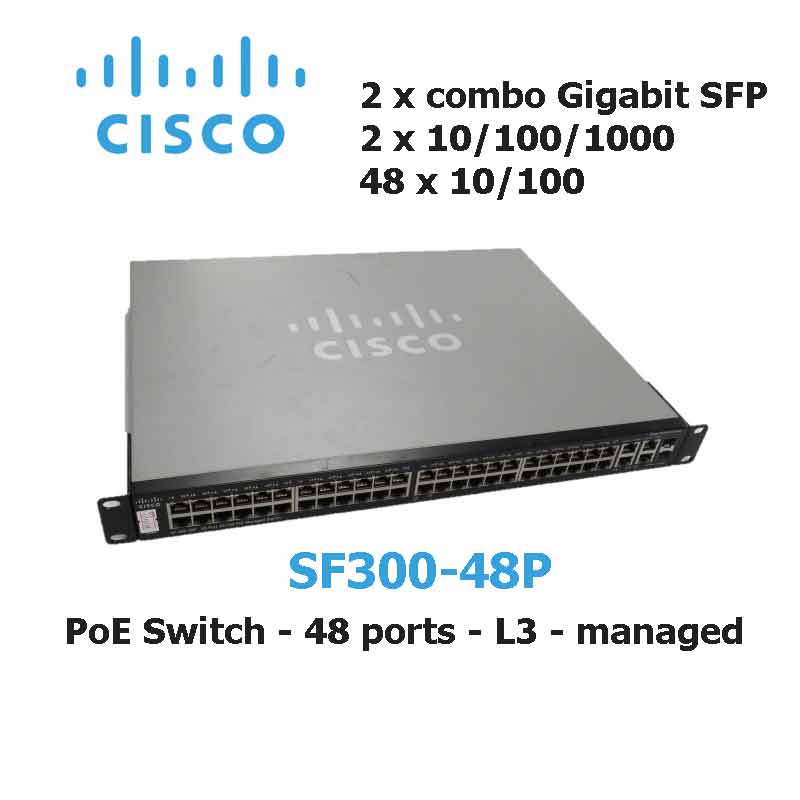 CISCO
2 x combo Gigabit SFP
2 x 10/100/1000
48 x 10/100
CISCO
CISCO
SF300-48P
PoE Switch - 48 ports - L3 - managed